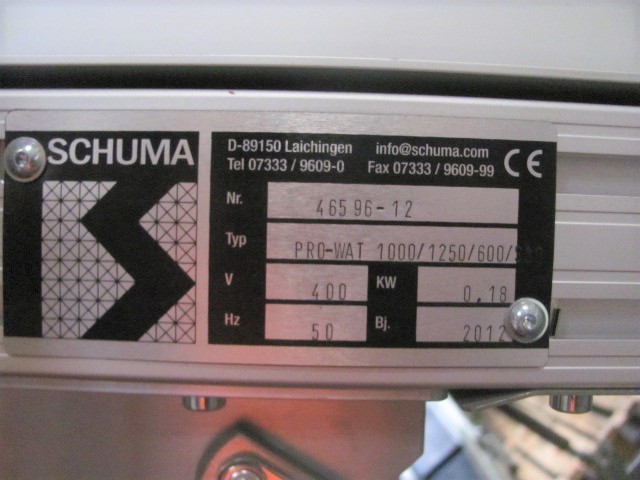 SCHUMA
D-89150 Laichingen info@schuma.com
Tel 07333 / 9609-0 Fax 07333 / 9609-99 CE
Nr. 46596-12
Typ PRO-WAT 1000/1250/600/
V 400 KW 0,18
Hz 50 Bj. 2012